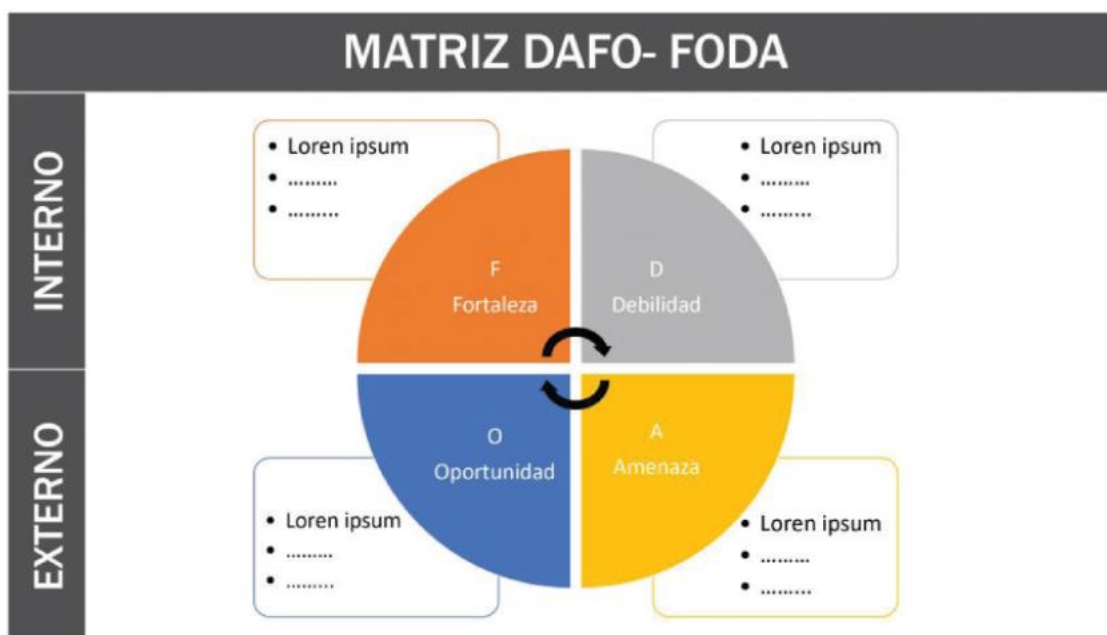 MATRIZ DAFO- FODA
INTERNO
• Loren ipsum
• .........
• .........
• Loren ipsum
• .........
• .........
F
Fortaleza
D
Debilidad
EXTERNO
O
Oportunidad
A
Amenaza
• Loren ipsum
• .........
• .........
• Loren ipsum
• .........
• .........